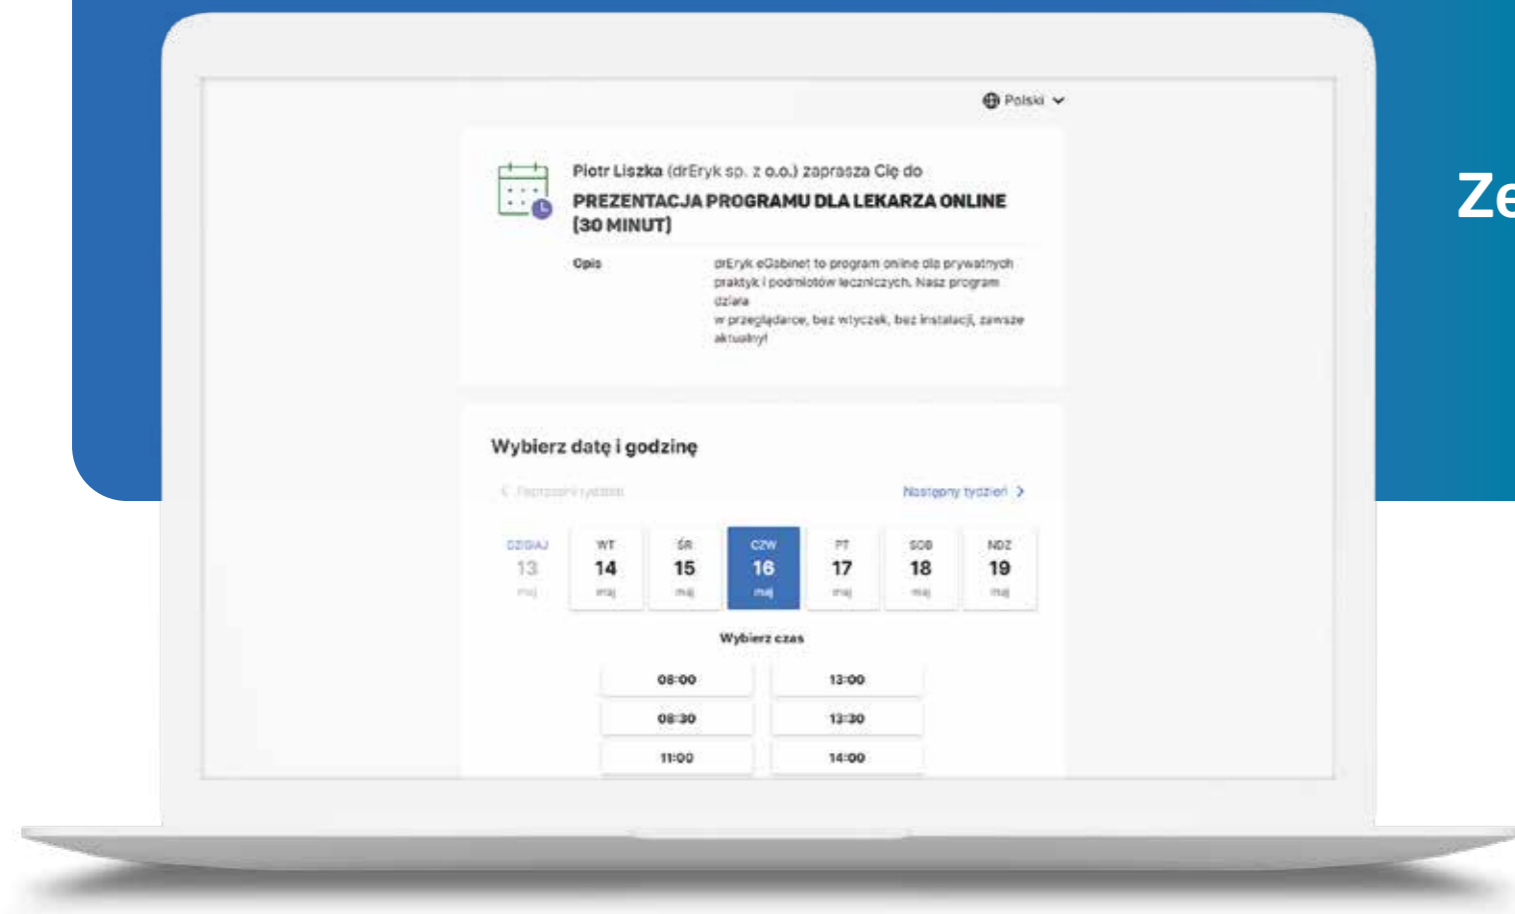 Polski
Piotr Liszka (drEryk sp. z o.o.) zaprasza Cię do
PREZENTACJA PROGRAMU DLA LEKARZA ONLINE
(30 MINUT)
Opis
drEryk eGabinet to program online dla prywatnych
praktyk i podmiotów leczniczych. Nasz program
działa
w przeglądarce, bez wtyczek, bez instalacji, zawsze
aktualny!
Ze
Wybierz datę i godzinę
Poprzedni tydzień
Następny tydzień
DZISIAJ WT ŚR CZW PT SOB NDZ
13 14 15 16 17 18 19
maj maj maj maj maj maj maj
Wybierz czas
08:00 13:00
08:30 13:30
11:00 14:00